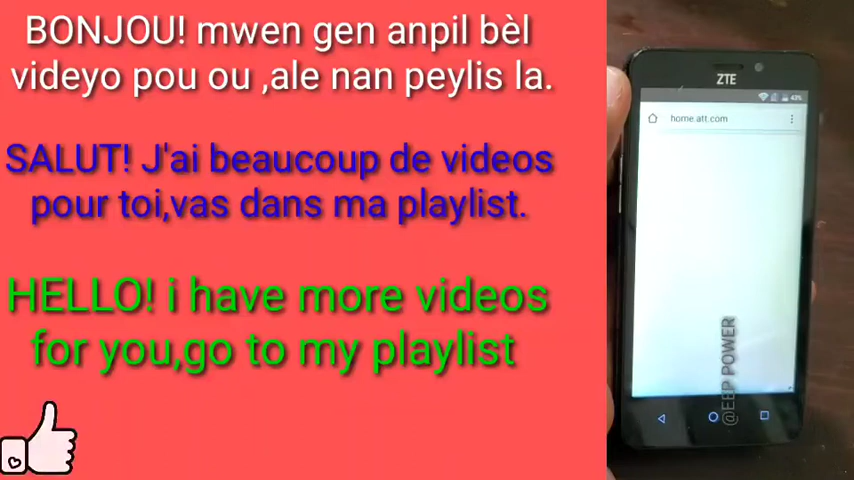 BONJOU! mwen gen anpil bèl
videyo pou ou ,ale nan peylis la.
SALUT! J'ai beaucoup de videos
pour toi,vas dans ma playlist.
HELLO! i have more videos
for you,go to my playlist
ZTE
43%
home.att.com
@EEP POWER